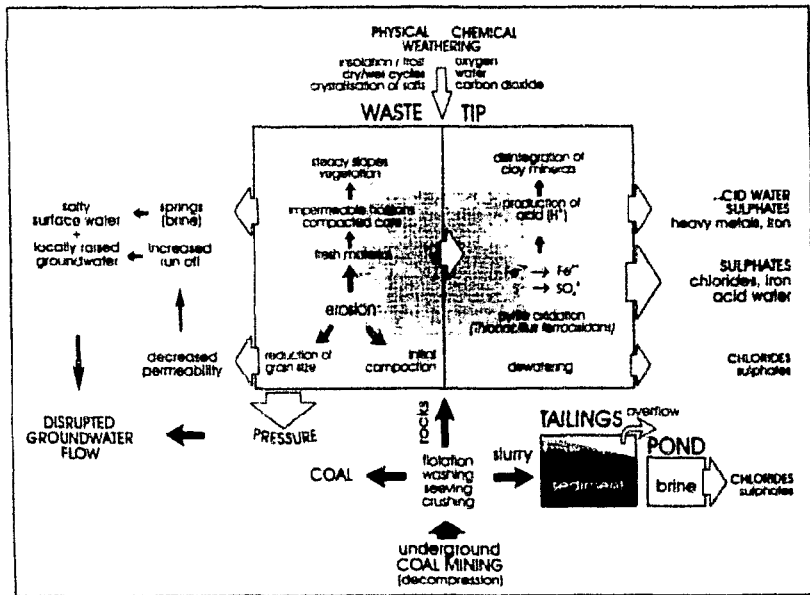 PHYSICAL CHEMICAL
WEATHERING
insolation / frost
dry/wet cycles
crystalisation of salts
oxygen
water
carbon dioxide
WASTE TIP
steady slopes
vegetation
impermeable horizons
compacted core
fresh material
erosion
reduction of
grain size
initial
compaction
disintegration of
clay minerals
production of
acid (H⁺)
→ Fe³⁺
→ SO₄
pyrite oxidation
(Thiobacillus ferrooxidans)
dewatering
salty
surface water
+
locally raised
groundwater
springs
(brine)
increased
run off
decreased
permeability
DISRUPTED
GROUNDWATER
FLOW
PRESSURE
CID WATER
SULPHATES
heavy metals, iron
SULPHATES
chlorides, iron
acid water
CHLORIDES
sulphates
rocks
COAL
flotation
washing
seeving
crushing
slurry
TAILINGS
overflow
POND
sediment
brine
CHLORIDES
sulphates
underground
COAL MINING
(decompression)